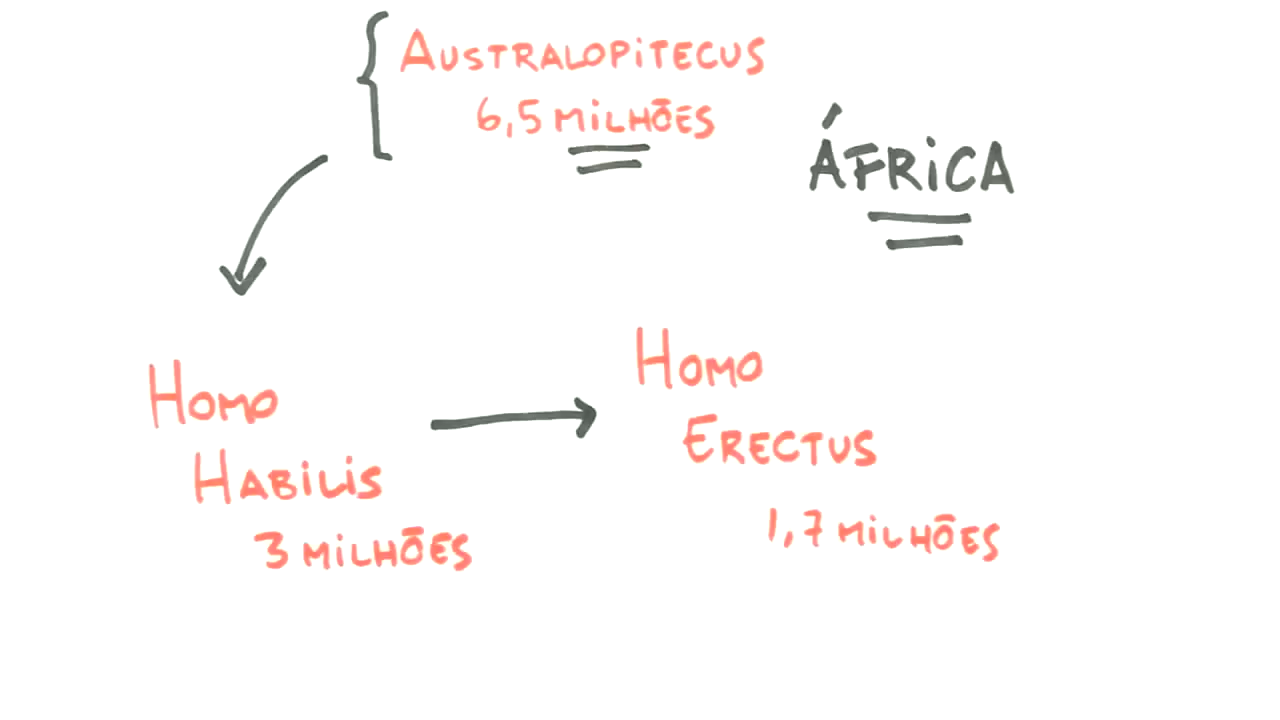 AUSTRALOPITECUS
6,5 MILHÕES
ÁFRICA
HOMO
HABILIS
3 MILHÕES
HOMO
ERECTUS
1,7 MILHÕES